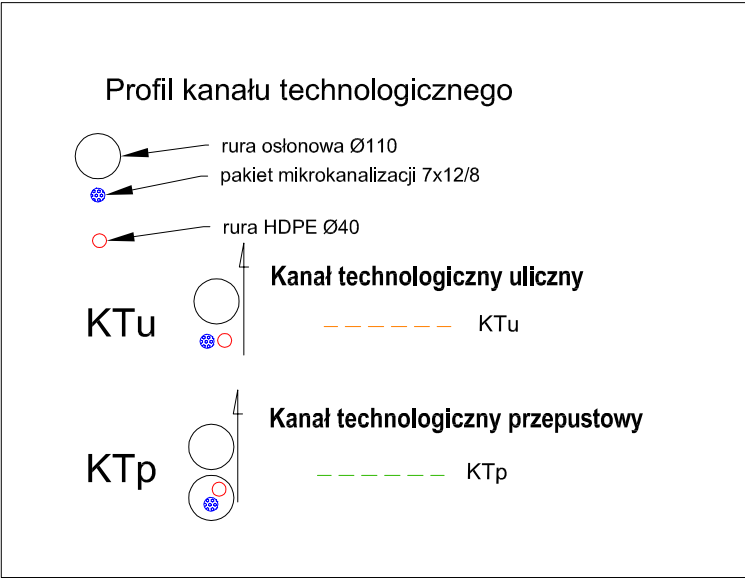 Profil kanału technologicznego
rura osłonowa Ø110
pakiet mikrokanalizacji 7x12/8
rura HDPE Ø40
Kanał technologiczny uliczny
KTu
KTu
Kanał technologiczny przepustowy
KTp
KTp